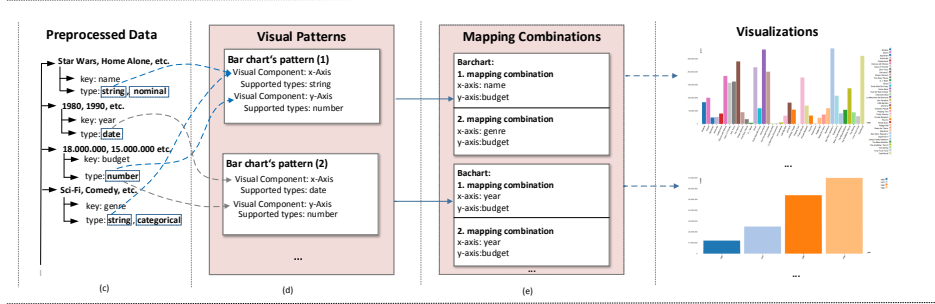 Preprocessed Data
Star Wars, Home Alone, etc.
key: name
type: string, nominal
1980, 1990, etc.
key: year
type: date
18.000.000, 15.000.000 etc.
key: budget
type: number
Sci-Fi, Comedy, etc.
key: genre
type: string, categorical
(c)
Visual Patterns
Bar chart's pattern (1)
Visual Component: x-Axis
Supported types: string
Visual Component: y-Axis
Supported types: number
Bar chart's pattern (2)
Visual Component: x-Axis
Supported types: date
Visual Component: y-Axis
Supported types: number
...
(d)
Mapping Combinations
Barchart:
1. mapping combination
x-axis: name
y-axis:budget
2. mapping combination
x-axis: genre
y-axis:budget
Bachart:
1. mapping combination
x-axis: year
y-axis:budget
2. mapping combination
x-axis: year
y-axis:budget
...
(e)
Visualizations
...
...